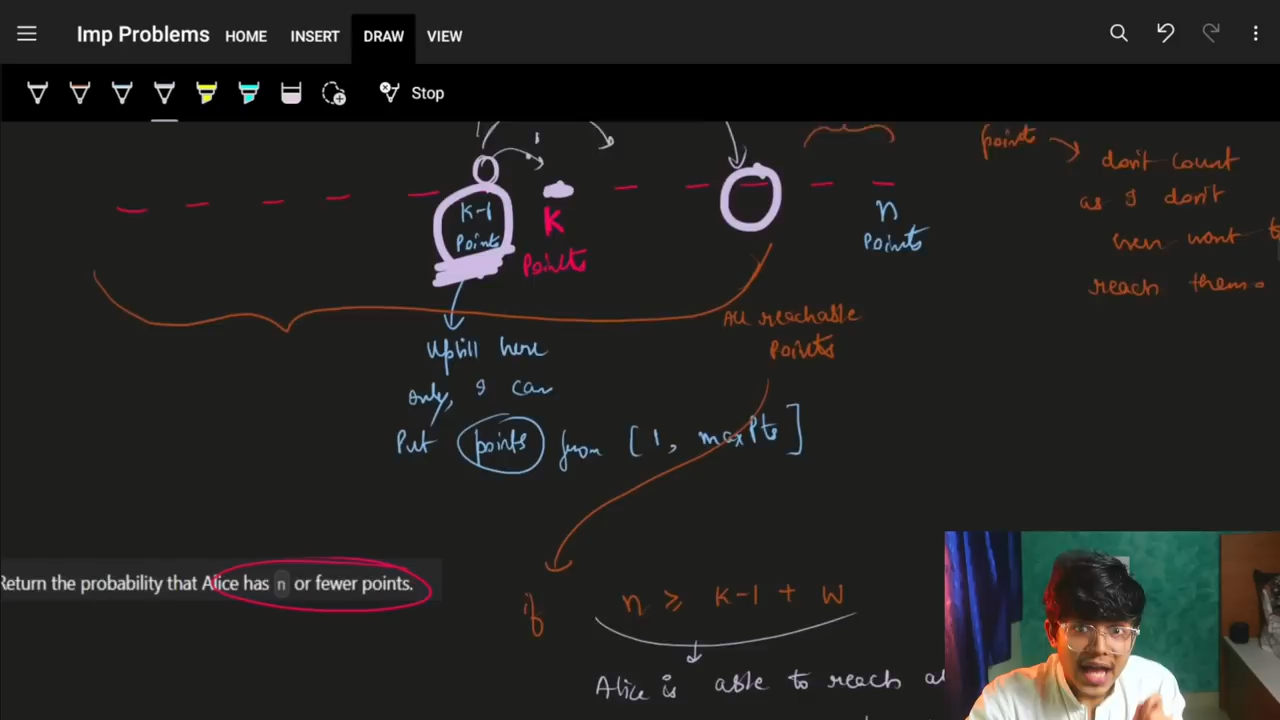 Imp Problems HOME INSERT DRAW VIEW
Stop
points
don't count
as I don't
even want to
reach them.
K-1
Points
K
Points
n
Points
All reachable
Points
Uptill here
only, I can
Put points from [1, maxPts]
Return the probability that Alice has n or fewer points.
if n ≥ K-1 + W
Alice is able to reach